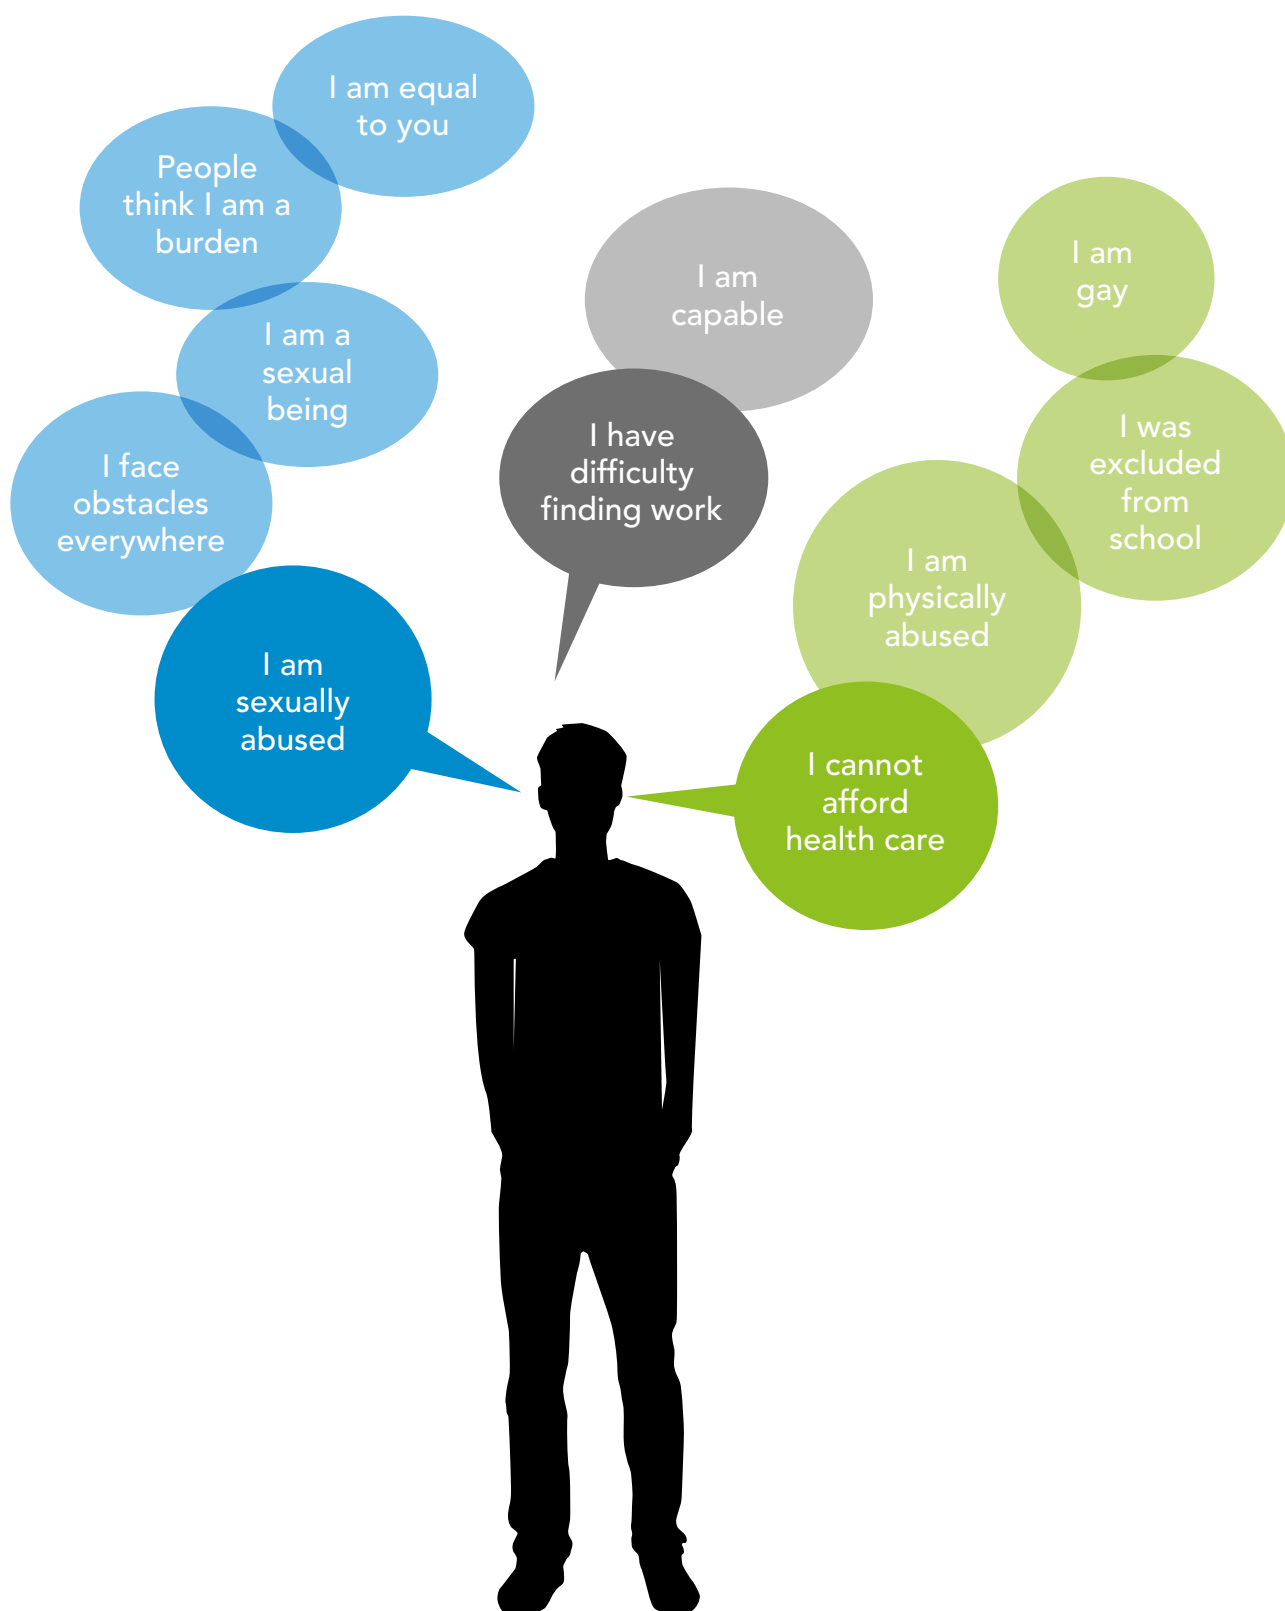 I am equal
to you
People
think I am a
burden
I am a
sexual
being
I face
obstacles
everywhere
I am
sexually
abused
I am
capable
I have
difficulty
finding work
I am
gay
I was
excluded
from
school
I am
physically
abused
I cannot
afford
health care